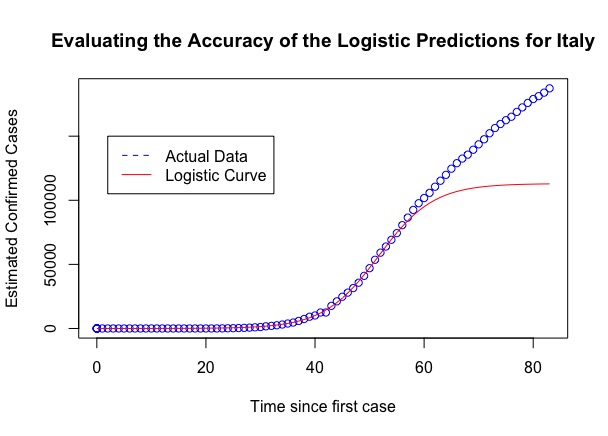 Evaluating the Accuracy of the Logistic Predictions for Italy
Estimated Confirmed Cases
100000
50000
0
Actual Data
Logistic Curve
0 20 40 60 80
Time since first case